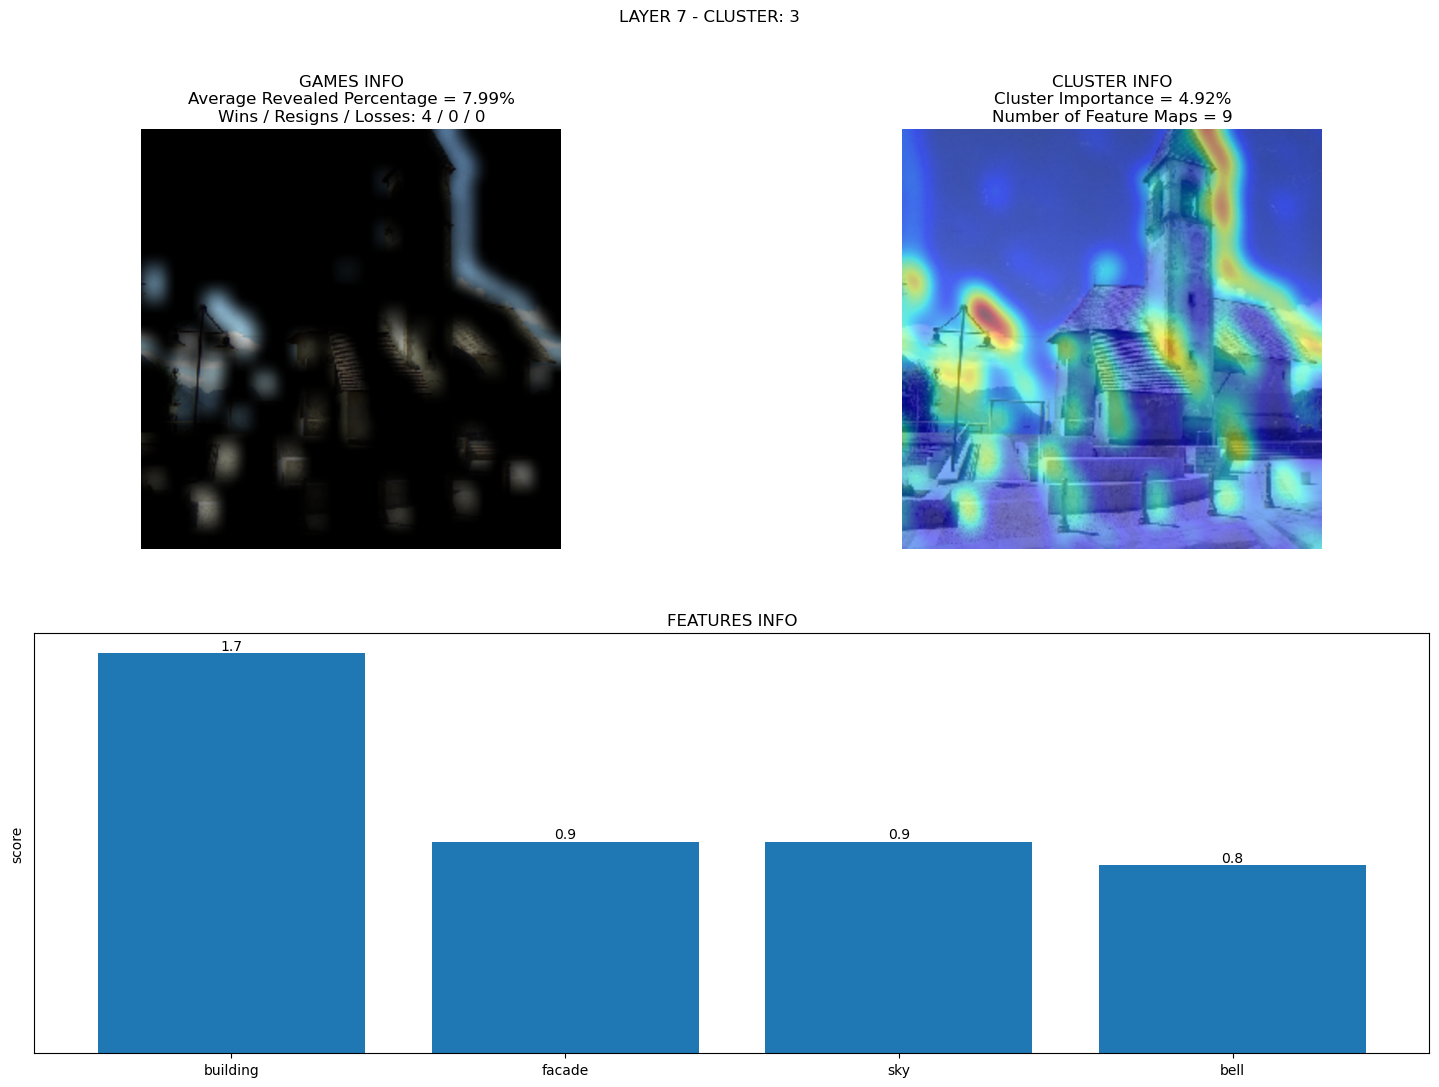 LAYER 7 - CLUSTER: 3
GAMES INFO
Average Revealed Percentage = 7.99%
Wins / Resigns / Losses: 4 / 0 / 0
CLUSTER INFO
Cluster Importance = 4.92%
Number of Feature Maps = 9
FEATURES INFO
score
1.7
0.9
0.9
0.8
building
facade
sky
bell